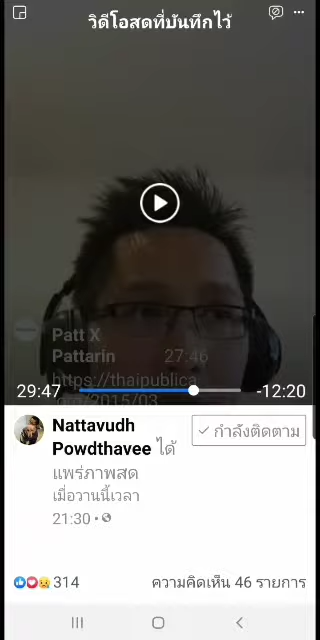 วิดีโอสดที่บันทึกไว้
Patt X
Pattarin 27:46
https://thaipublica
.org/2015/03
29:47 -12:20
Nattavudh
Powdthavee ได้
แพร่ภาพสด
เมื่อวานนี้เวลา
21:30
กำลังติดตาม
314 ความคิดเห็น 46 รายการ